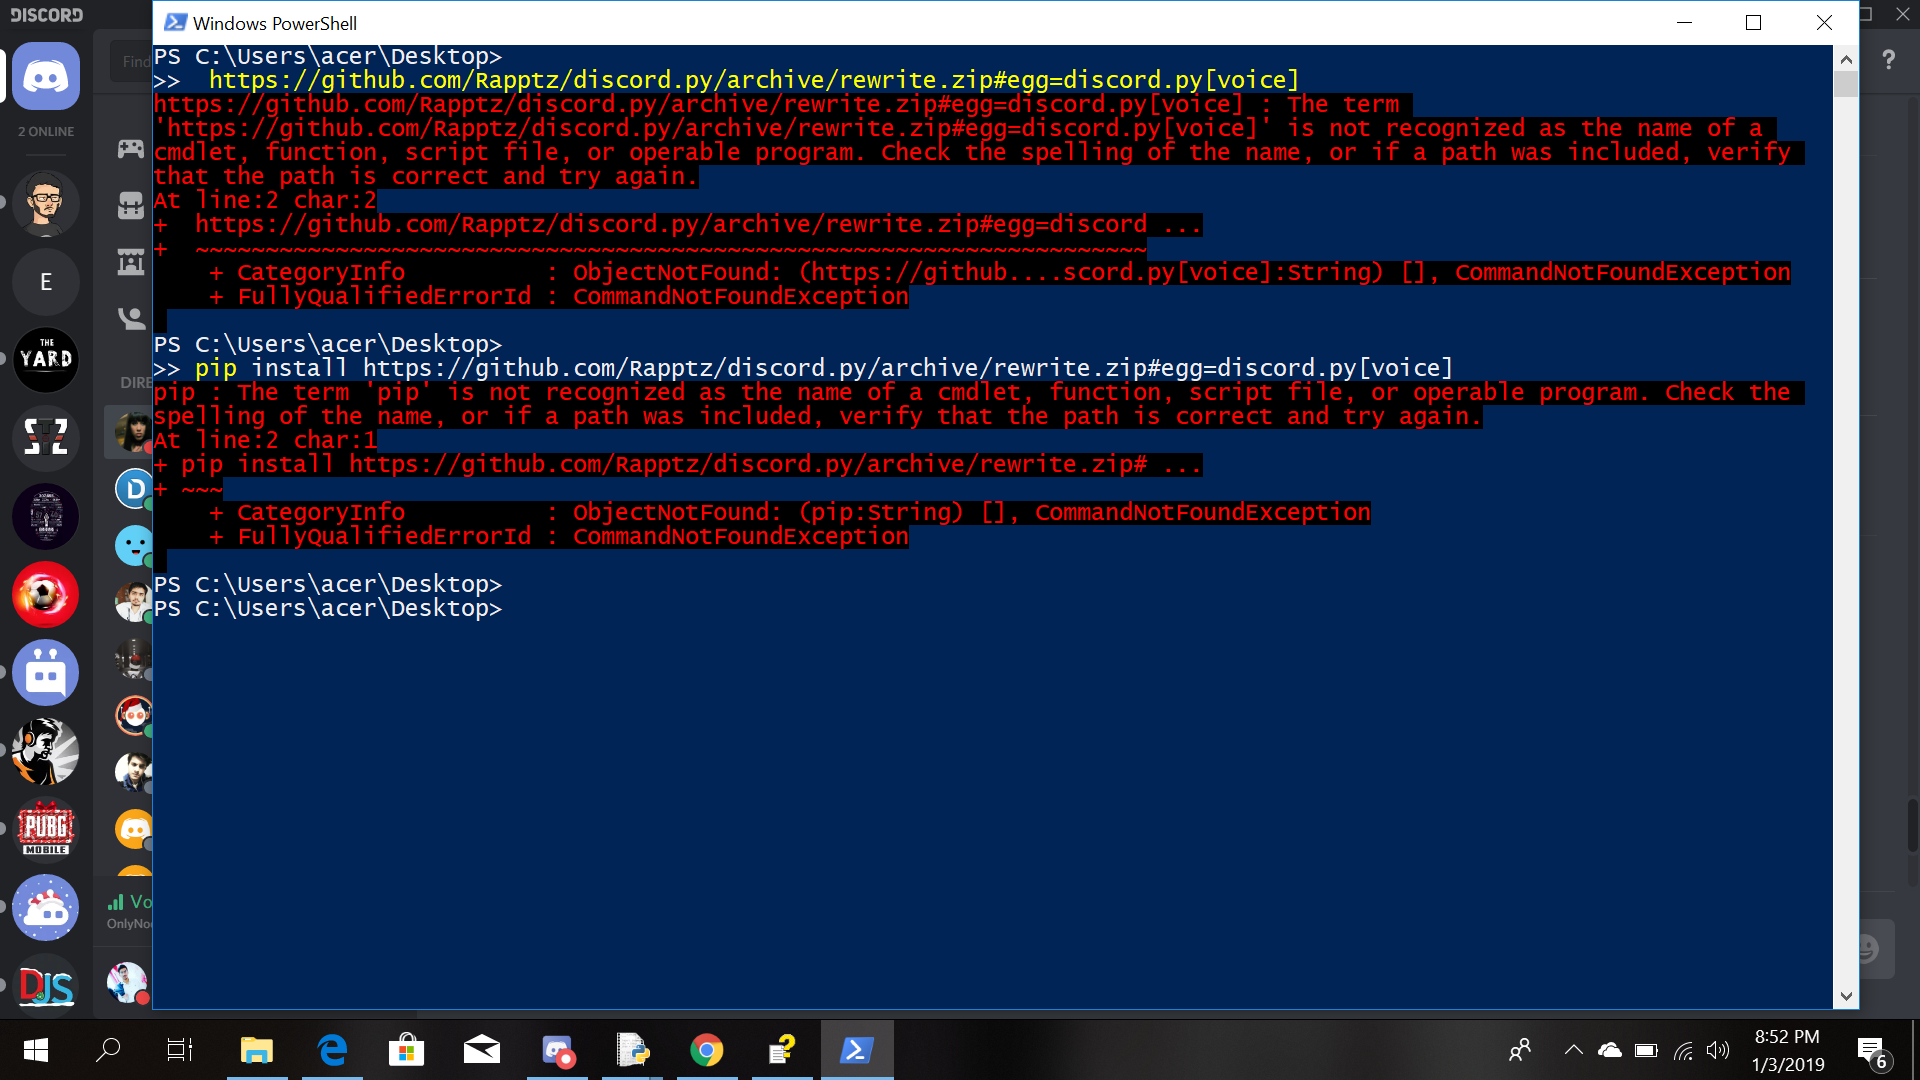 DISCORD
Windows PowerShell
Find
2 ONLINE
E
THE
YARD
DIRE
STZ
D
PUBG
MOBILE
Vo
OnlyNo
DJS
PS C:\Users\acer\Desktop>
>>  https://github.com/Rapptz/discord.py/archive/rewrite.zip#egg=discord.py[voice]
https://github.com/Rapptz/discord.py/archive/rewrite.zip#egg=discord.py[voice] : The term
'https://github.com/Rapptz/discord.py/archive/rewrite.zip#egg=discord.py[voice]' is not recognized as the name of a
cmdlet, function, script file, or operable program. Check the spelling of the name, or if a path was included, verify
that the path is correct and try again.
At line:2 char:2
+  https://github.com/Rapptz/discord.py/archive/rewrite.zip#egg=discord ...
+  ~~~~~~~~~~~~~~~~~~~~~~~~~~~~~~~~~~~~~~~~~~~~~~~~~~~~~~~~~~~~~~~~~~~~
    + CategoryInfo          : ObjectNotFound: (https://github....scord.py[voice]:String) [], CommandNotFoundException
    + FullyQualifiedErrorId : CommandNotFoundException
PS C:\Users\acer\Desktop>
>> pip install https://github.com/Rapptz/discord.py/archive/rewrite.zip#egg=discord.py[voice]
pip : The term 'pip' is not recognized as the name of a cmdlet, function, script file, or operable program. Check the
spelling of the name, or if a path was included, verify that the path is correct and try again.
At line:2 char:1
+ pip install https://github.com/Rapptz/discord.py/archive/rewrite.zip# ...
+ ~~~
    + CategoryInfo          : ObjectNotFound: (pip:String) [], CommandNotFoundException
    + FullyQualifiedErrorId : CommandNotFoundException
PS C:\Users\acer\Desktop>
PS C:\Users\acer\Desktop>
8:52 PM
1/3/2019
6